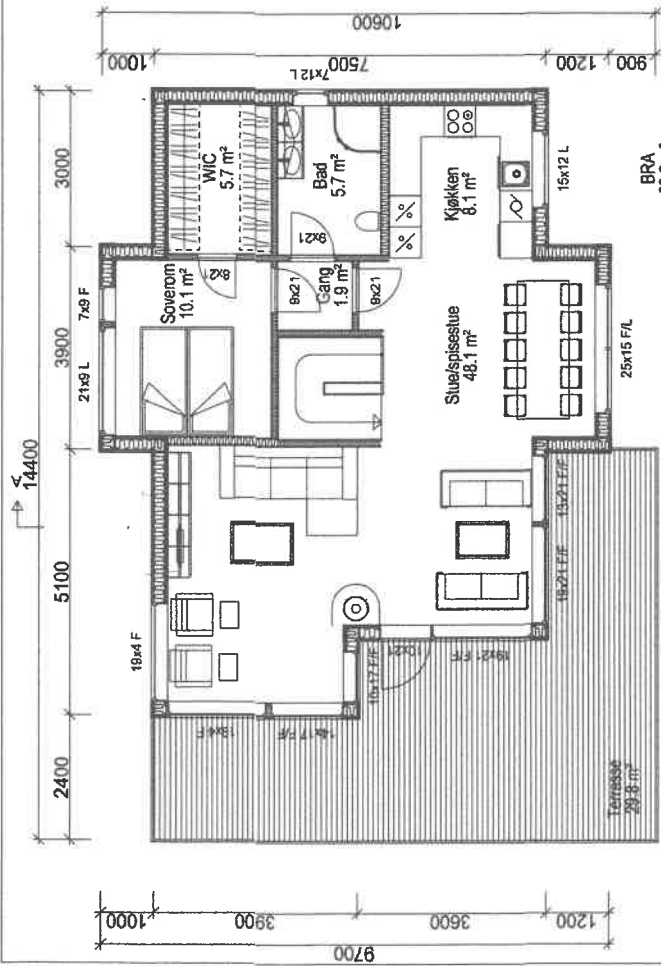 A
14400
2400
5100
3900
3000
19x4 F
21x9 L
7x9 F
1000
7500
1200
900
10600
7x12 L
WIC
5.7 m²
Soverom
10.1 m²
8x21
Bad
5.7 m²
9x21
9x21
Gang
1.9 m²
9x21
Kjøkken
8.1 m²
Stue/spisestue
48.1 m²
15x12 L
25x15 F/L
BRA
14x17 F/F
10x17 F/F
10x21
19x21 F/F
13x21 F/F
Terrasse
29.8 m²
1000
3900
3600
1200
9700